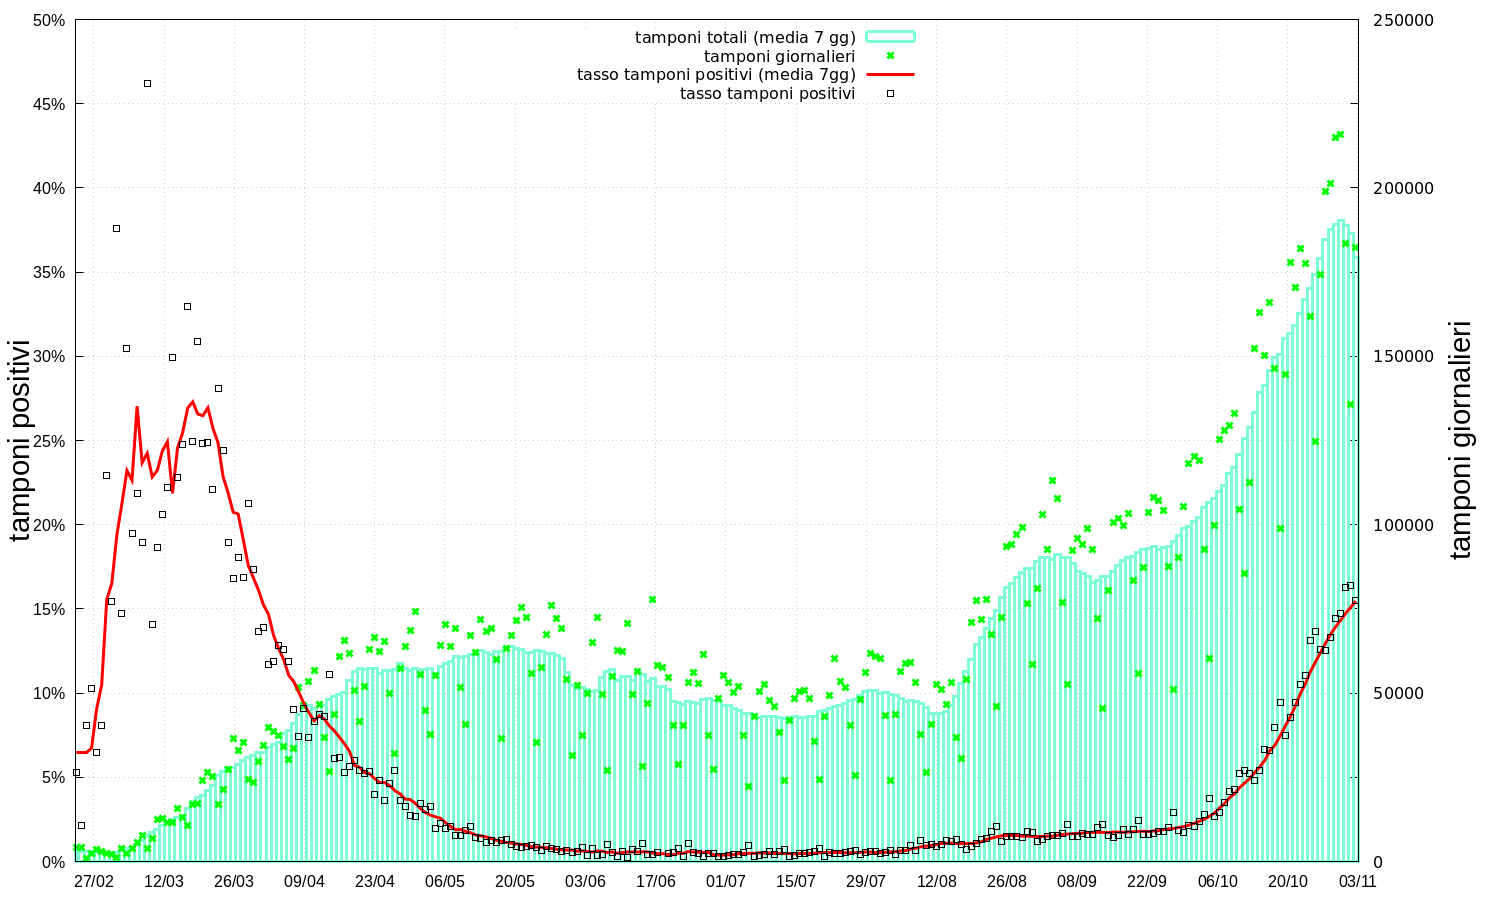 tamponi totali (media 7 gg)
tamponi giornalieri
tasso tamponi positivi (media 7gg)
tasso tamponi positivi
tamponi positivi
50%
45%
40%
35%
30%
25%
20%
15%
10%
5%
0%
250000
200000
150000
100000
50000
0
tamponi giornalieri
27/02 12/03 26/03 09/04 23/04 06/05 20/05 03/06 17/06 01/07 15/07 29/07 12/08 26/08 08/09 22/09 06/10 20/10 03/11